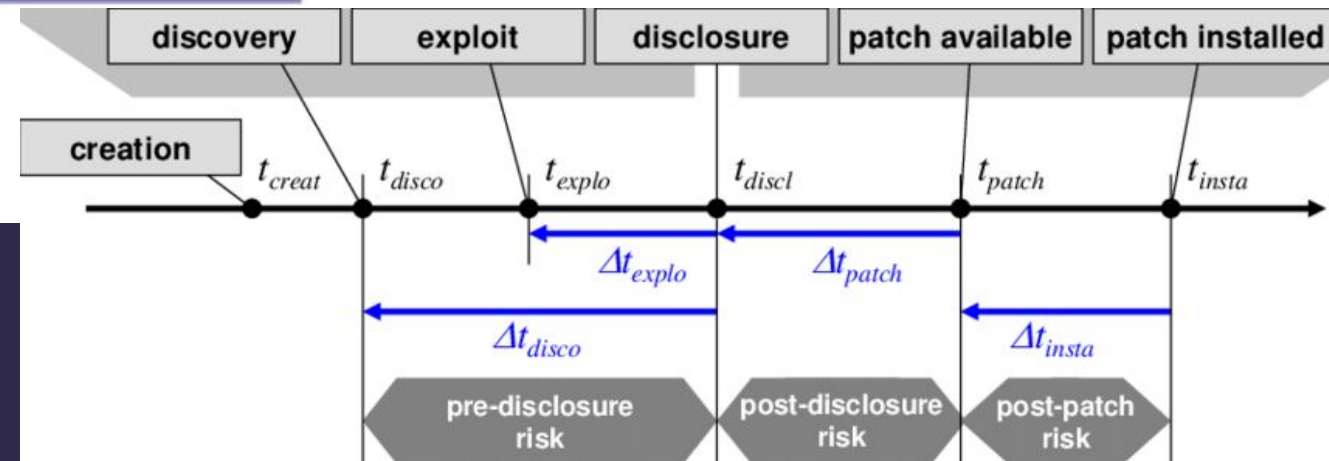 discovery exploit disclosure patch available patch installed
creation
t_creat t_disco t_explo t_discl t_patch t_insta
Δt_explo Δt_patch
Δt_disco Δt_insta
pre-disclosure risk
post-disclosure risk
post-patch risk